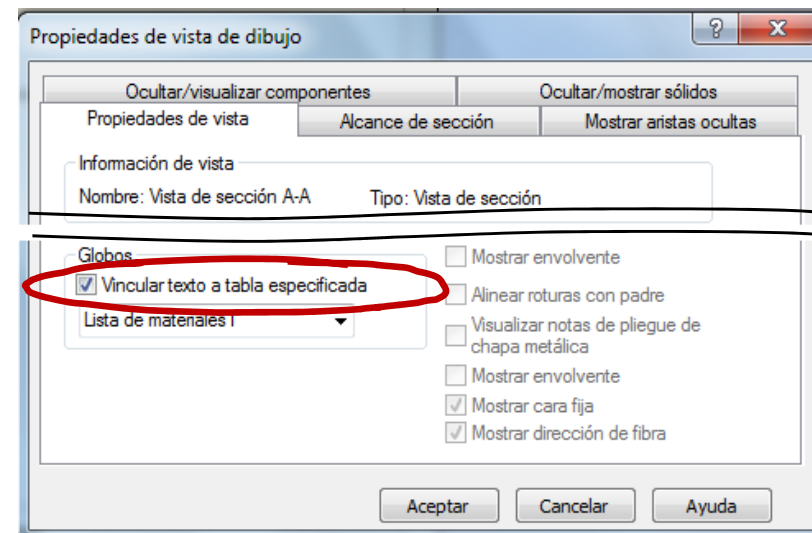 Propiedades de vista de dibujo
Ocultar/visualizar componentes
Ocultar/mostrar sólidos
Propiedades de vista
Alcance de sección
Mostrar aristas ocultas
Información de vista
Nombre: Vista de sección A-A
Tipo: Vista de sección
Globos
Vincular texto a tabla especificada
Lista de materiales1
Mostrar envolvente
Alinear roturas con padre
Visualizar notas de pliegue de
chapa metálica
Mostrar envolvente
Mostrar cara fija
Mostrar dirección de fibra
Aceptar
Cancelar
Ayuda